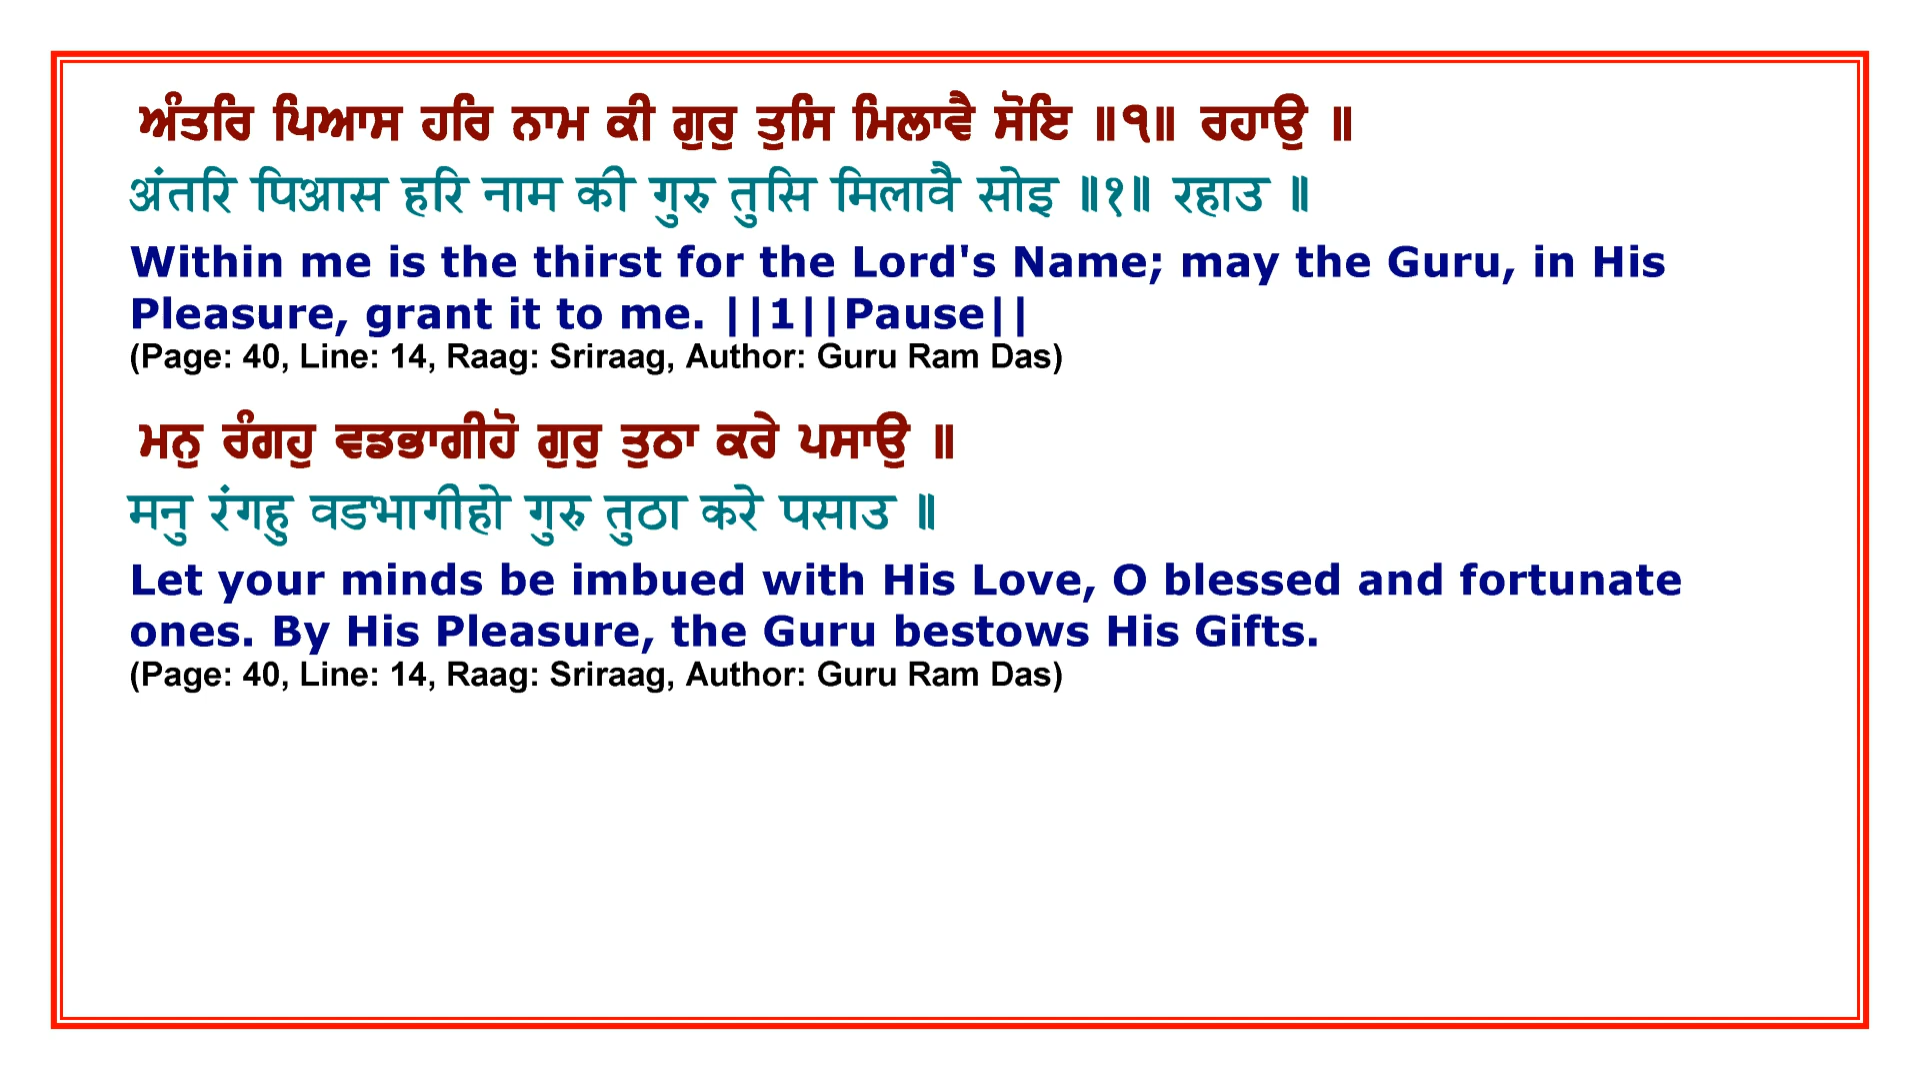 ਅੰਤਰਿ ਪਿਆਸ ਹਰਿ ਨਾਮ ਕੀ ਗੁਰੁ ਤੁਸਿ ਮਿਲਾਵੈ ਸੋਇ ॥੧॥ ਰਹਾਉ ॥
अंतरि पिआस हरि नाम की गुरु तुसि मिलावै सोइ ॥१॥ रहाउ ॥
Within me is the thirst for the Lord's Name; may the Guru, in His
Pleasure, grant it to me. ||1||Pause||
(Page: 40, Line: 14, Raag: Sriraag, Author: Guru Ram Das)
ਮਨੁ ਰੰਗਹੁ ਵਡਭਾਗੀਹੋ ਗੁਰੁ ਤੁਠਾ ਕਰੇ ਪਸਾਉ ॥
मनु रंगहु वडभागीहो गुरु तुठा करे पसाउ ॥
Let your minds be imbued with His Love, O blessed and fortunate
ones. By His Pleasure, the Guru bestows His Gifts.
(Page: 40, Line: 14, Raag: Sriraag, Author: Guru Ram Das)